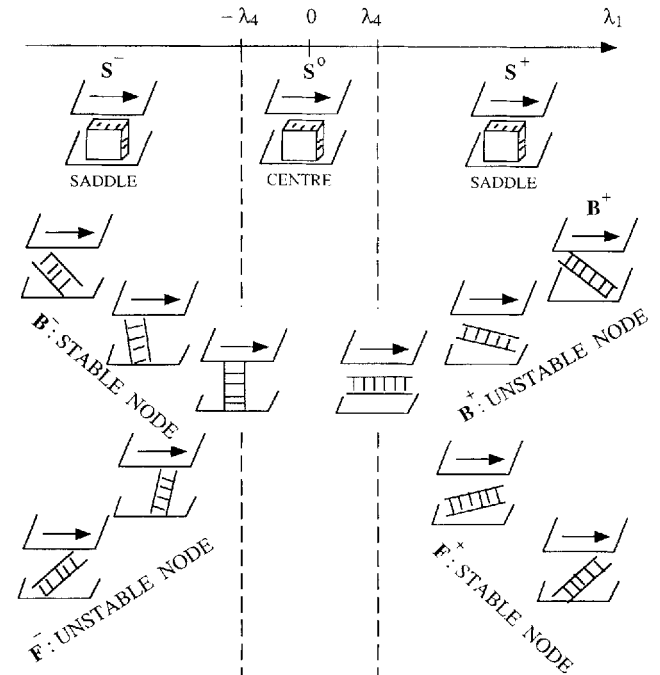 − λ₄ 0 λ₄ λ₁
S⁻ S⁰ S⁺
SADDLE CENTRE SADDLE
B⁺
B⁻: STABLE NODE
B⁺: UNSTABLE NODE
F⁻: UNSTABLE NODE
F⁺: STABLE NODE